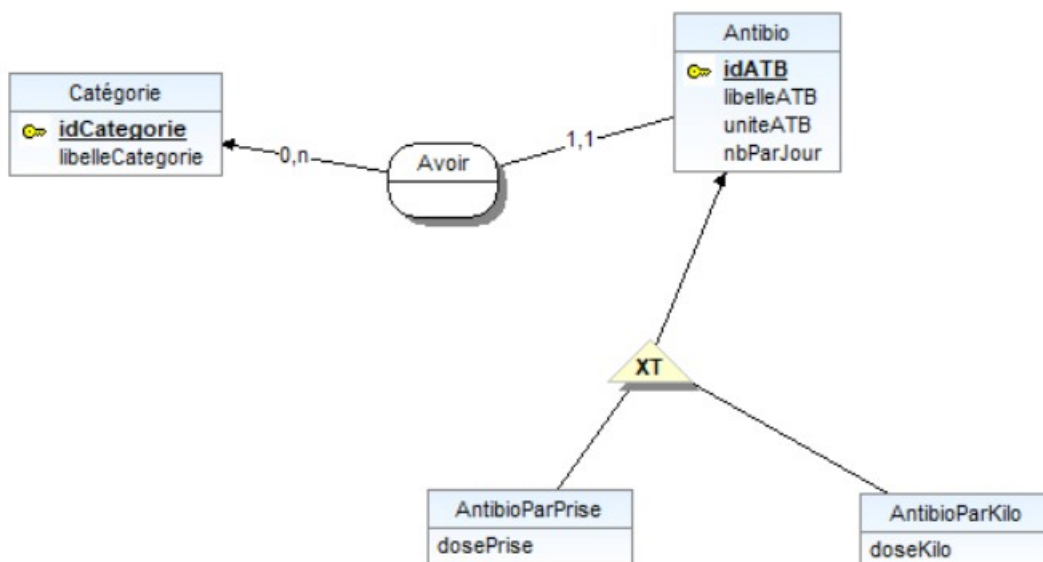 Antibio
idATB
libelleATB
uniteATB
nbParJour
Catégorie
idCategorie
libelleCategorie
0,n
Avoir
1,1
XT
AntibioParPrise
dosePrise
AntibioParKilo
doseKilo